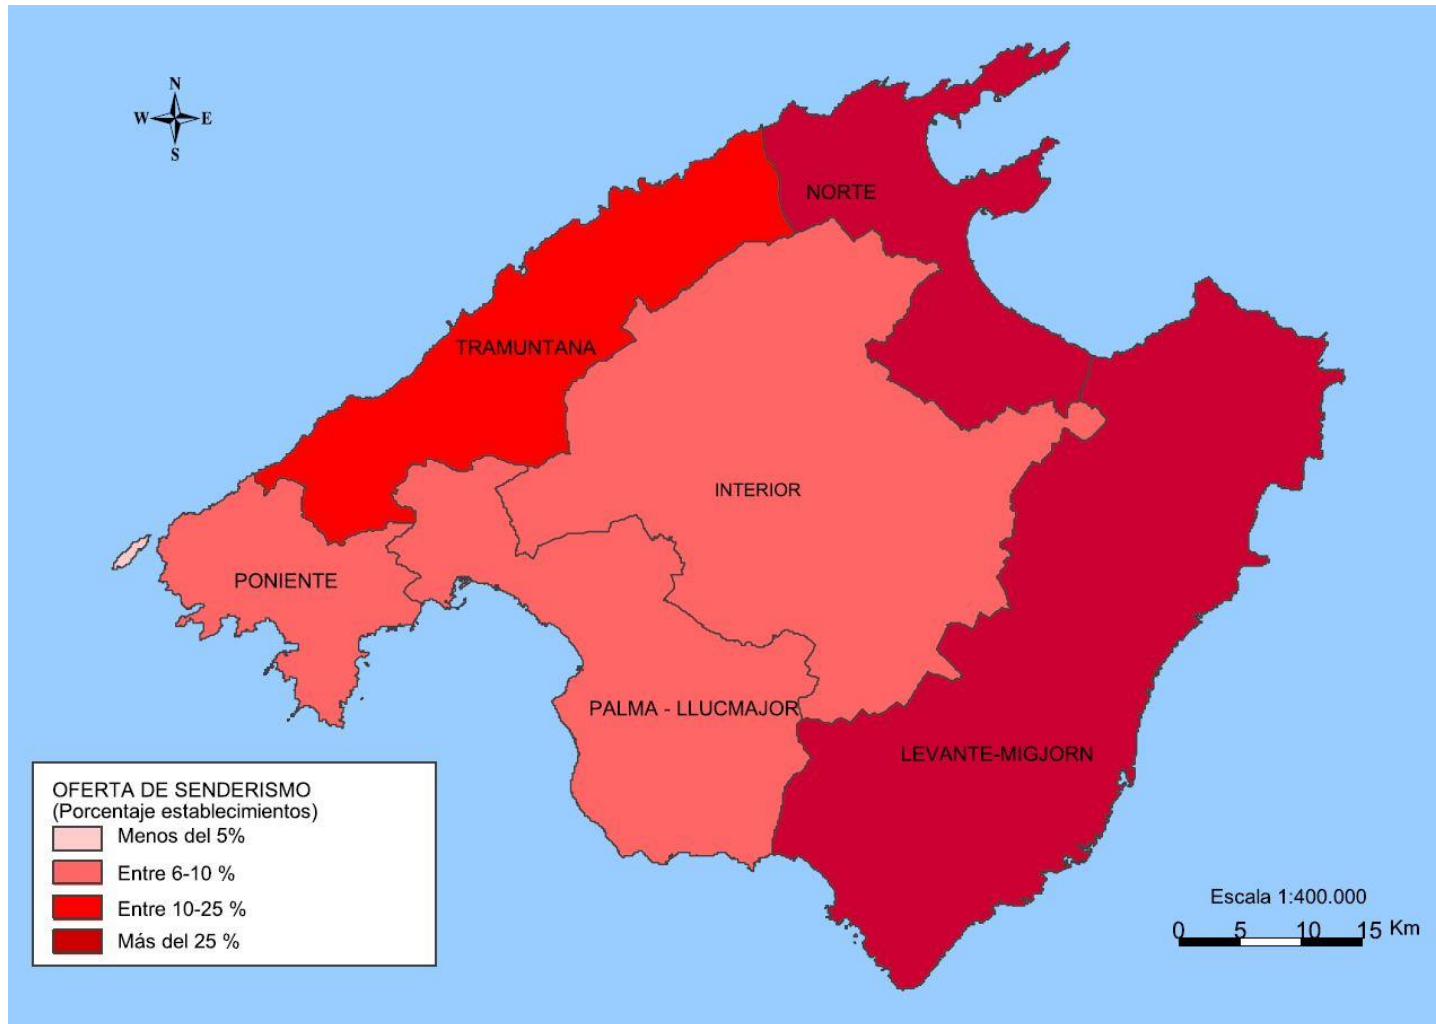 N
W E
S
NORTE
TRAMUNTANA
INTERIOR
PONIENTE
PALMA - LLUCMAJOR
LEVANTE-MIGJORN
OFERTA DE SENDERISMO
(Porcentaje establecimientos)
Menos del 5%
Entre 6-10 %
Entre 10-25 %
Más del 25 %
Escala 1:400.000
0 5 10 15 Km